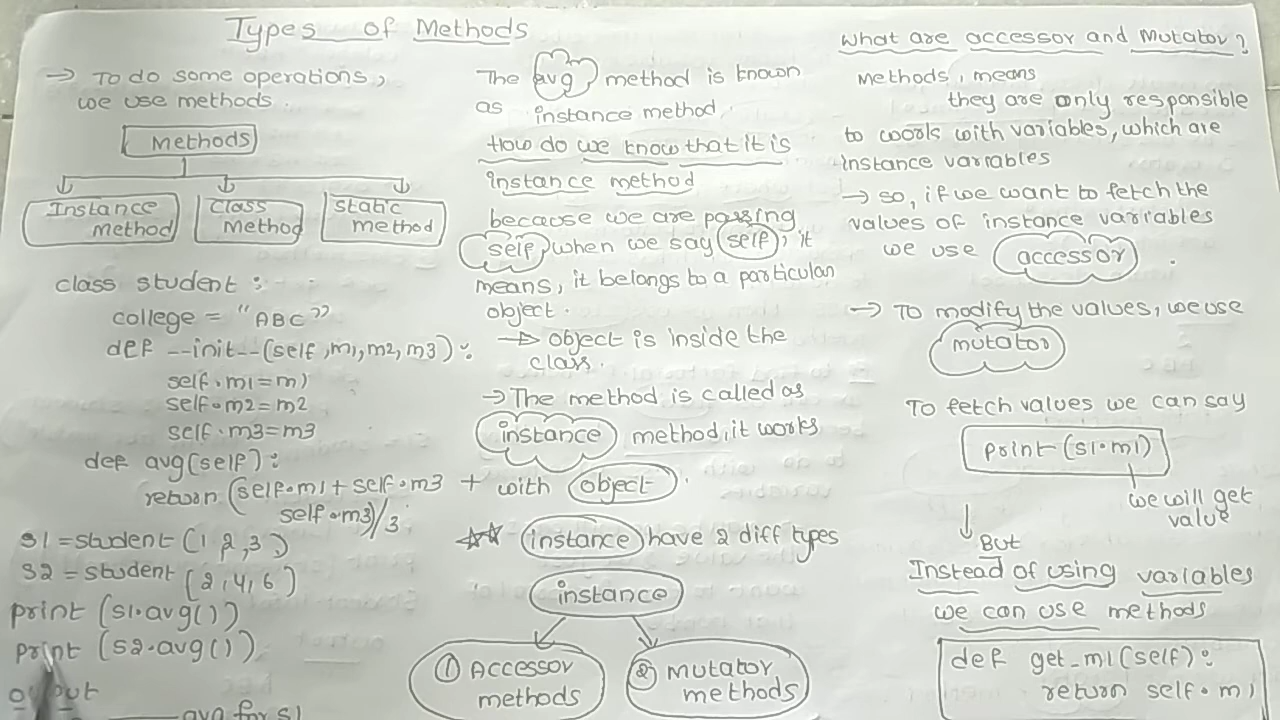 Types of Methods
→ To do some operations,
we use methods.
Methods
Instance method
class method
static method
class student:
college = "ABC"
def __init__(self, m1, m2, m3):
self.m1=m1
self.m2=m2
self.m3=m3
def avg(self):
return (self.m1 + self.m3 +
self.m3)/3
s1 = student (1, 2, 3)
s2 = student (2, 4, 6)
print (s1.avg())
print (s2.avg())
avg for s1
The avg method is known
as instance method.
How do we know that it is
instance method
because we are passing
self, when we say self, it
means, it belongs to a particular
object.
→ object is inside the
class.
→ The method is called as
instance method, it works
with object.
☆☆ instance have 2 diff types
instance
① Accessor methods
② Mutator methods
what are accessor and Mutator?
methods, means
they are only responsible
to work with variables, which are
instance variables
→ so, if we want to fetch the
values of instance variables
we use accessor.
→ To modify the values, we use
mutator
To fetch values we can say
print (s1.m1)
we will get
value
But
Instead of using variables
we can use methods
def get_m1(self):
return self.m1